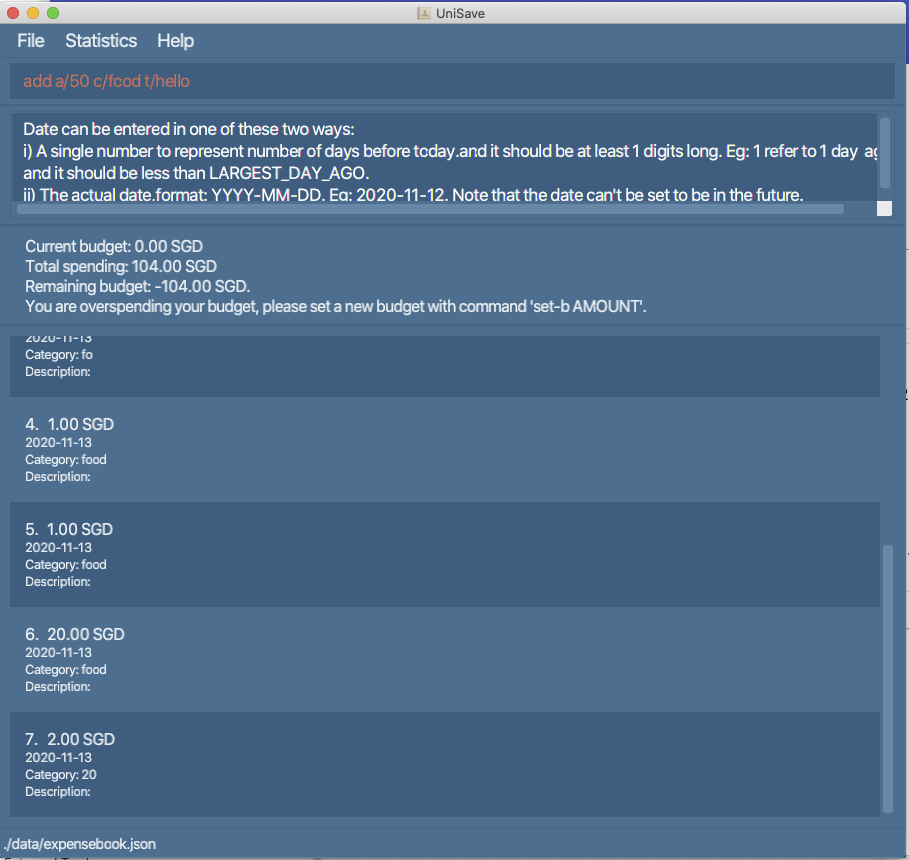 UniSave
File Statistics Help
add a/50 c/fcod t/hello
Date can be entered in one of these two ways:
i) A single number to represent number of days before tcday.and it should be at least 1 digits long. Eg: 1 refer to 1 day ag
and it should be less than LARGEST_DAY_AGO.
ii) The actual date.format: YYYY-MM-DD. Eg: 2020-11-12. Note that the date can't be set to be in the future.
Current budget: 0.00 SGD
Total spending: 104.00 SGD
Remaining budget: -104.00 SGD.
You are overspending your budget, please set a new budget with command 'set-b AMOUNT'.
2020-11-13
Category: fo
Description:
4. 1.00 SGD
2020-11-13
Category: food
Description:
5. 1.00 SGD
2020-11-13
Category: food
Description:
6. 20.00 SGD
2020-11-13
Category: food
Description:
7. 2.00 SGD
2020-11-13
Category: 20
Description:
./data/expensebook.json